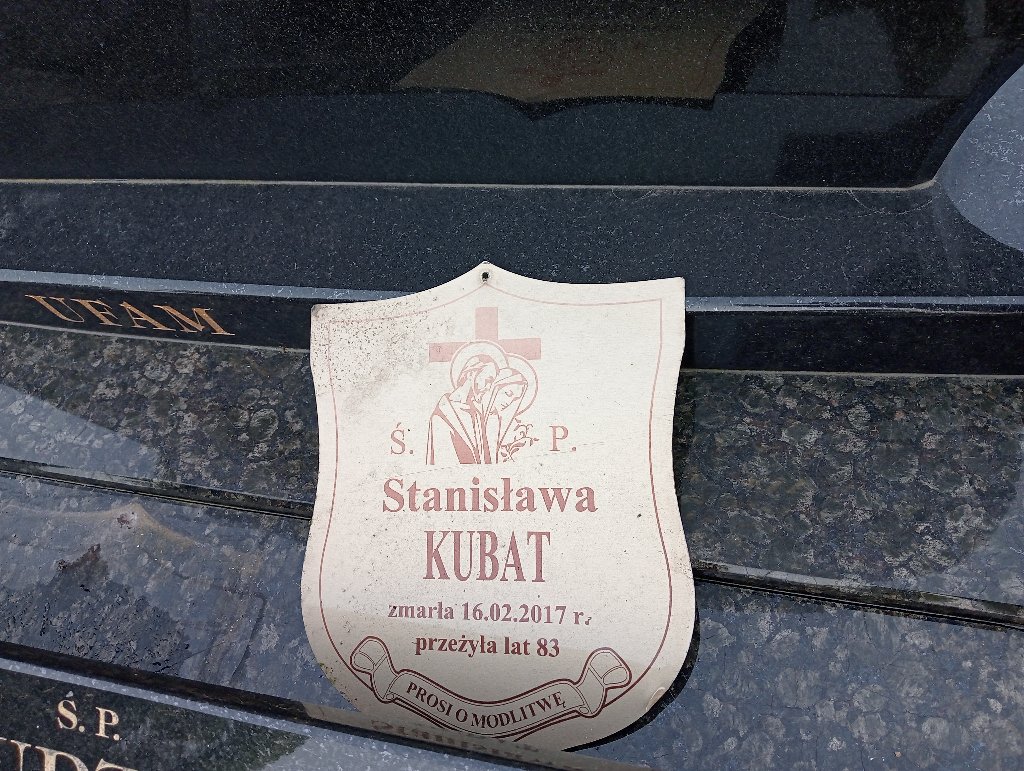 UFAM
Ś. P.
Stanisława
KUBAT
zmarła 16.02.2017 r.
przeżyła lat 83
PROSI O MODLITWĘ
Ś. P.